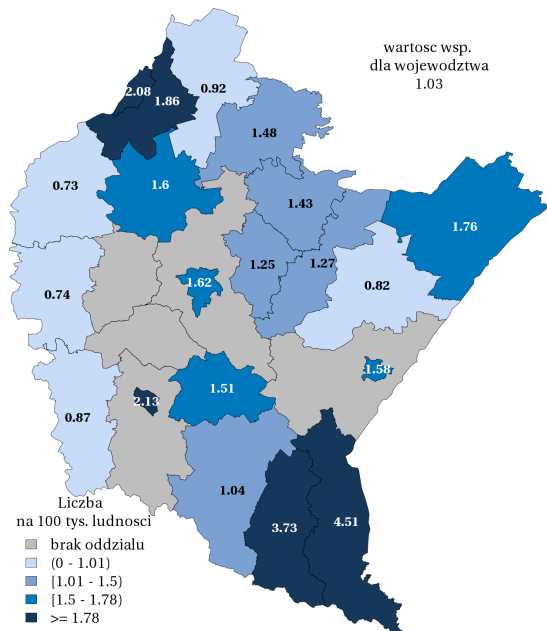 wartosc wsp.
dla wojewodztwa
1.03
0.92
2.08
1.86
1.48
0.73
1.6
1.43
1.76
1.25
1.27
1.62
0.82
0.74
1.58
1.51
2.13
0.87
1.04
3.73
4.51
Liczba
na 100 tys. ludnosci
brak oddzialu
(0 - 1.01)
[1.01 - 1.5)
[1.5 - 1.78)
>= 1.78